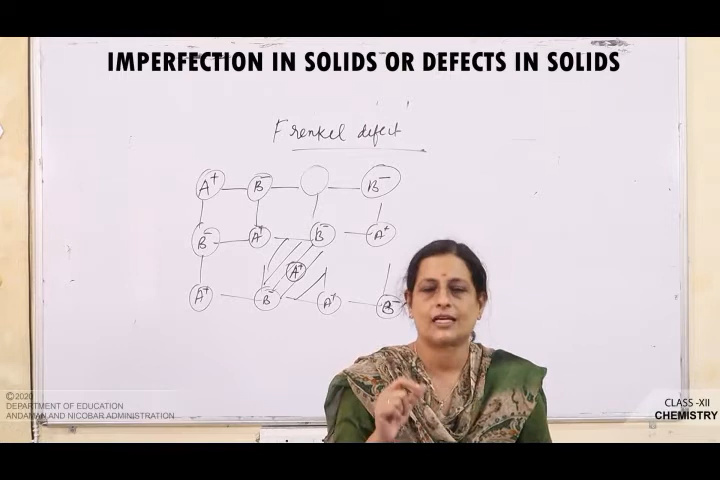 IMPERFECTION IN SOLIDS OR DEFECTS IN SOLIDS
Frenkel defect
A+ B- B-
B- A+ B- A+
A+
A+ B- A+ B-
©2020
DEPARTMENT OF EDUCATION
ANDAMAN AND NICOBAR ADMINISTRATION
CLASS -XII
CHEMISTRY